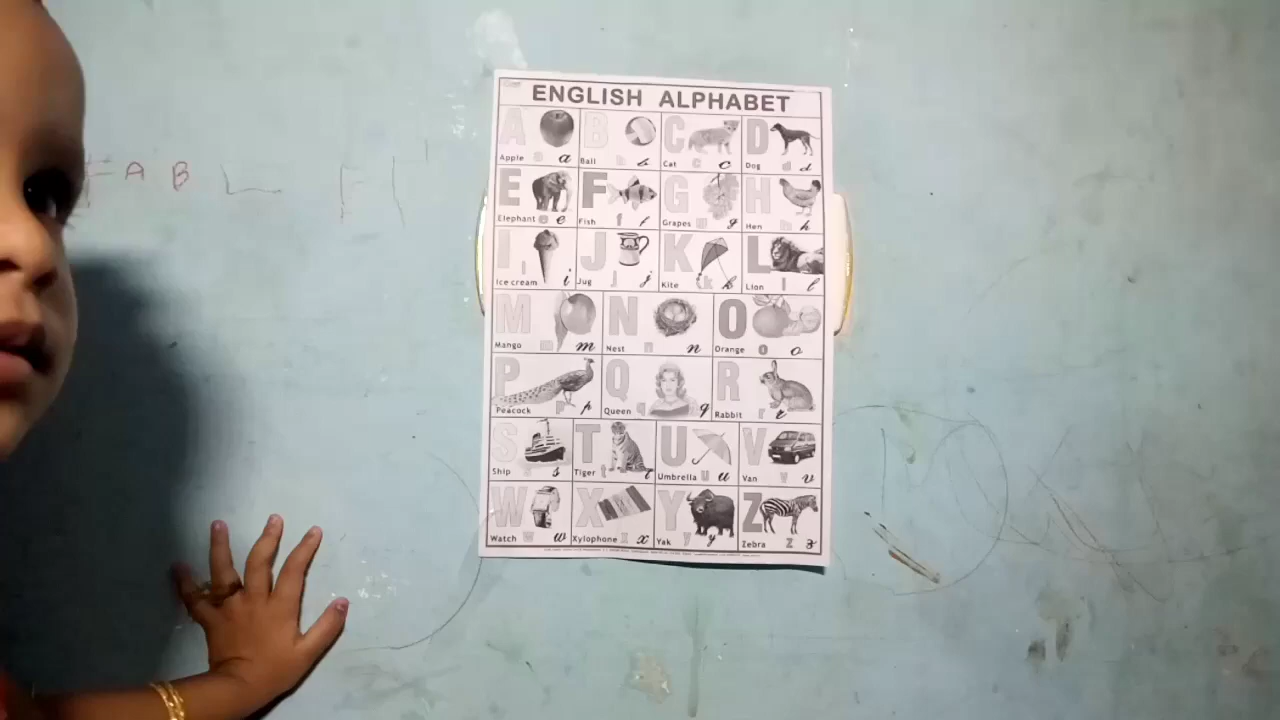 ENGLISH ALPHABET
A Apple a a
B Ball b b
C Cat c c
D Dog d d
E Elephant e e
F Fish f f
G Grapes g g
H Hen h h
I Ice cream i i
J Jug j j
K Kite k k
L Lion l l
M Mango m m
N Nest n n
O Orange o o
P Peacock p p
Q Queen q q
R Rabbit r r
S Ship s s
T Tiger t t
U Umbrella u u
V Van v v
W Watch w w
X Xylophone x x
Y Yak y y
Z Zebra z z
A B